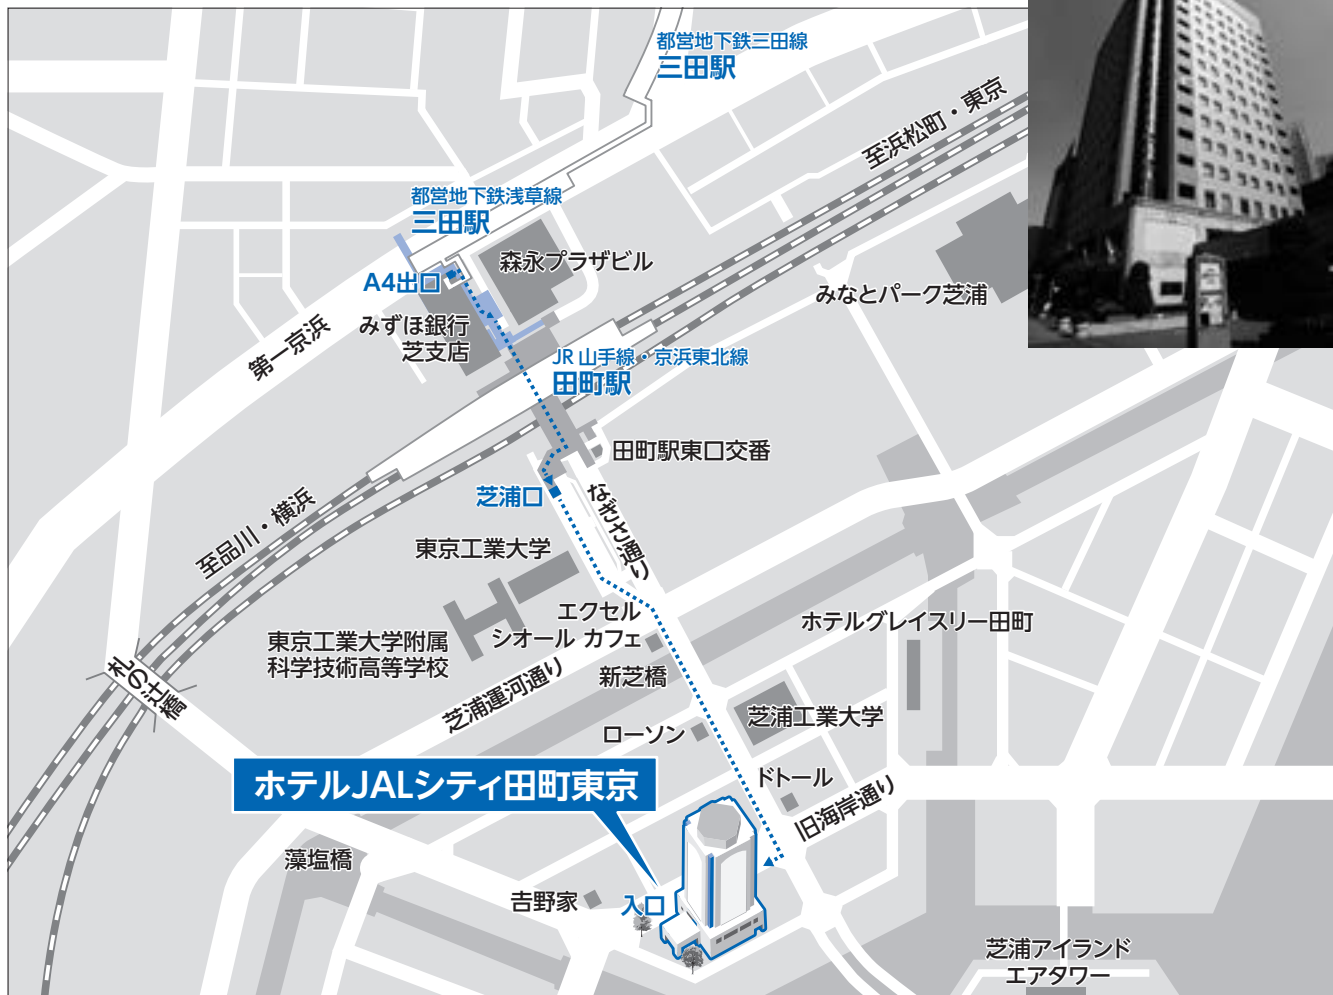 都営地下鉄三田線
三田駅
至浜松町・東京
都営地下鉄浅草線
三田駅
森永プラザビル
A4出口
みなとパーク芝浦
みずほ銀行
芝支店
第一京浜
JR 山手線・京浜東北線
田町駅
田町駅東口交番
芝浦口
なぎさ通り
至品川・横浜
東京工業大学
エクセル
シオール カフェ
ホテルグレイスリー田町
東京工業大学附属
科学技術高等学校
新芝橋
札の辻橋
芝浦運河通り
芝浦工業大学
ローソン
ホテルJALシティ田町東京
ドトール
旧海岸通り
藻塩橋
吉野家
入口
芝浦アイランド
エアタワー